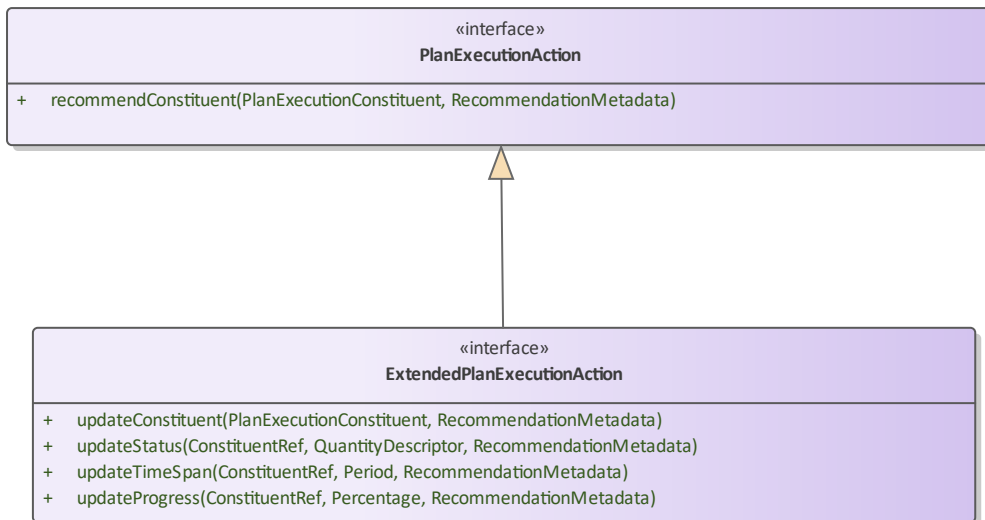 «interface»
PlanExecutionAction
+ recommendConstituent(PlanExecutionConstituent, RecommendationMetadata)
«interface»
ExtendedPlanExecutionAction
+ updateConstituent(PlanExecutionConstituent, RecommendationMetadata)
+ updateStatus(ConstituentRef, QuantityDescriptor, RecommendationMetadata)
+ updateTimeSpan(ConstituentRef, Period, RecommendationMetadata)
+ updateProgress(ConstituentRef, Percentage, RecommendationMetadata)